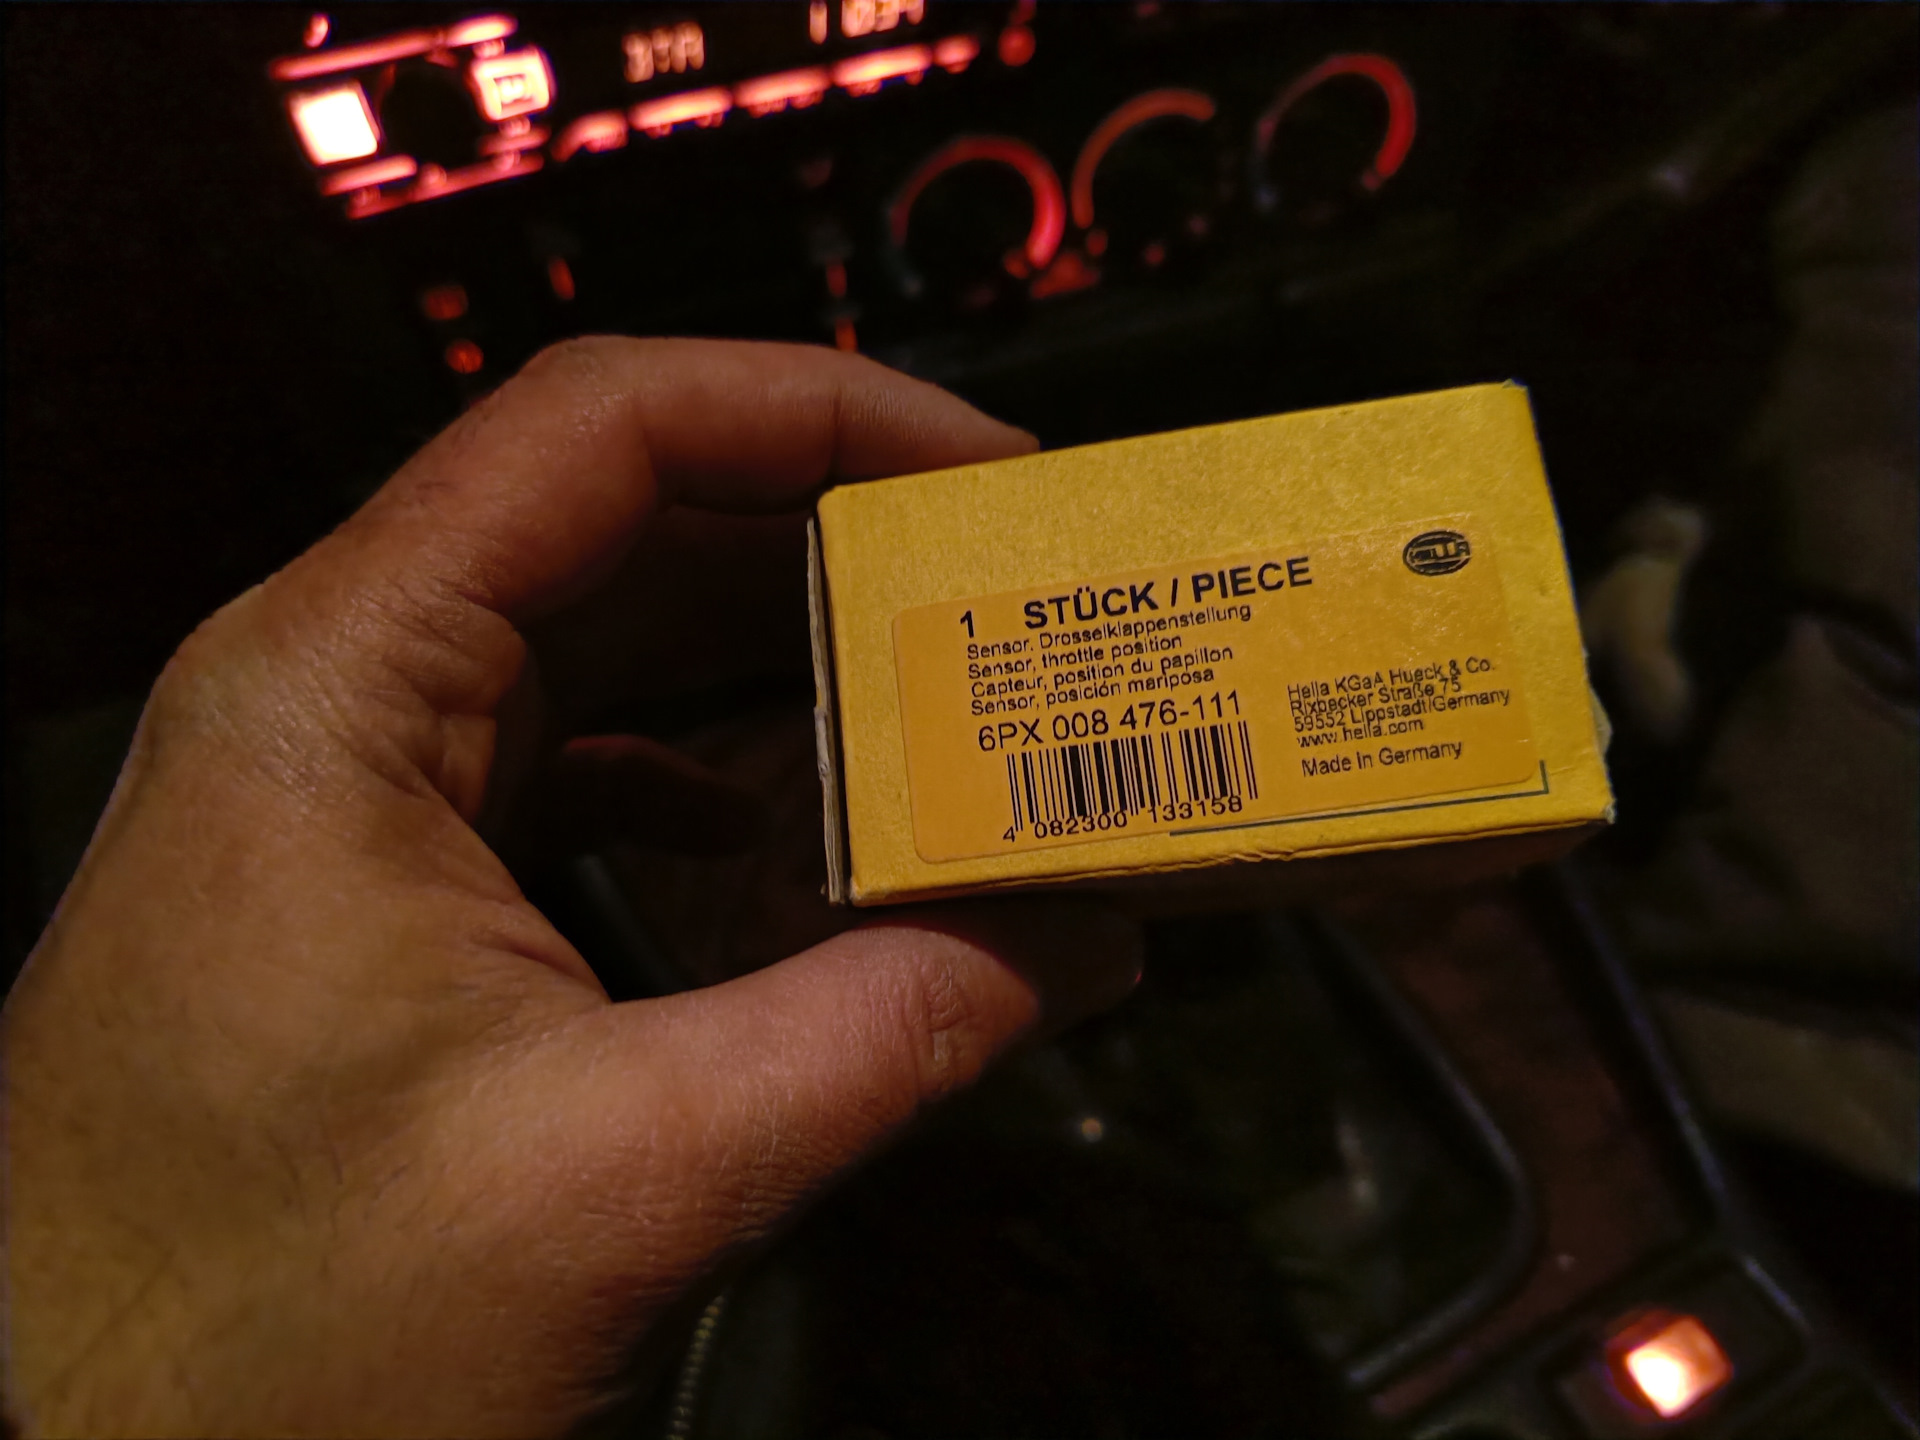 1 STÜCK / PIECE
HELLA
Sensor. Drosselklappenstellung
Sensor, throttle position
Capteur, position du papillon
Sensor, posición mariposa
6PX 008 476-111
4 082300 133158
Hella KGaA Hueck & Co.
Rixbecker Straße 75
59552 Lippstadt/Germany
www.hella.com
Made in Germany